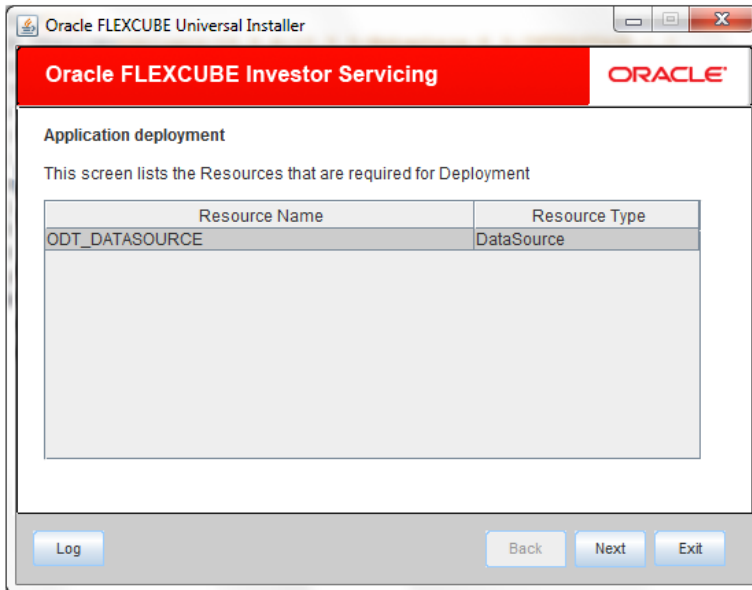 Oracle FLEXCUBE Universal Installer
Oracle FLEXCUBE Investor Servicing
ORACLE
Application deployment
This screen lists the Resources that are required for Deployment
Resource Name Resource Type
ODT_DATASOURCE DataSource
Log Back Next Exit